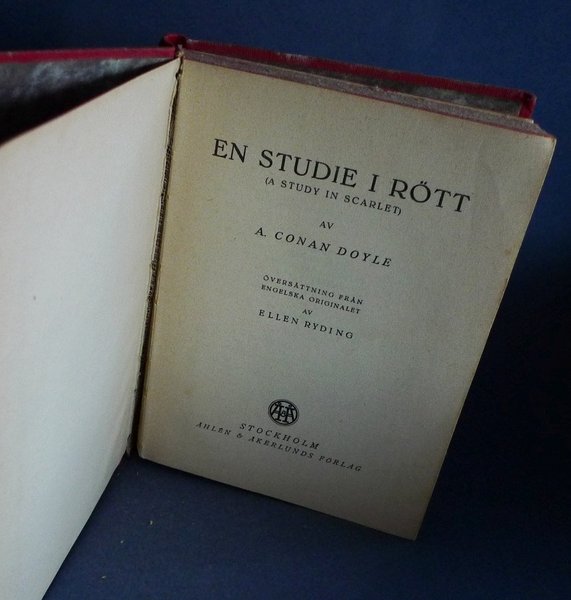 EN STUDIE I RÖTT
(A STUDY IN SCARLET)
AV
A. CONAN DOYLE
ÖVERSÄTTNING FRÅN
ENGELSKA ORIGINALET
AV
ELLEN RYDING
Å&Å
STOCKHOLM
ÅHLÉN & ÅKERLUNDS FÖRLAG